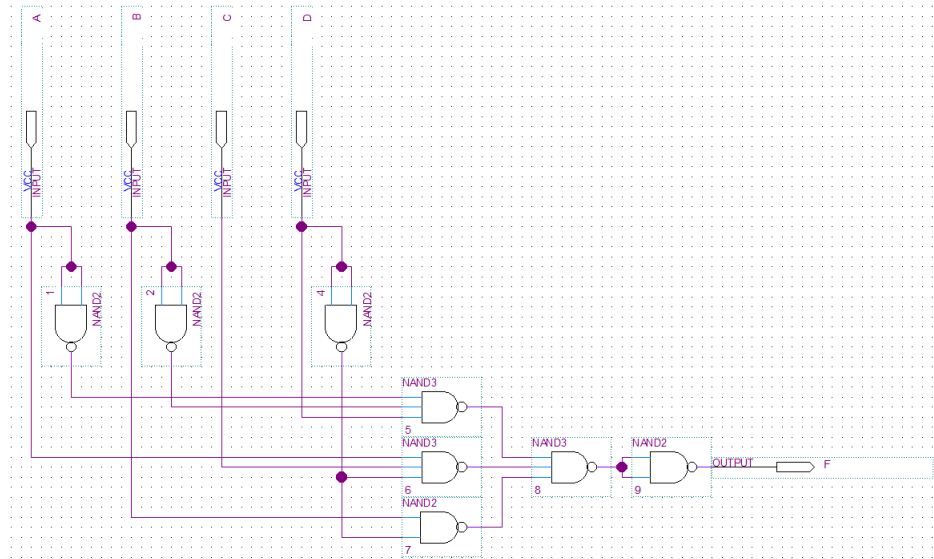 A
B
C
D
VCC
INPUT
VCC
INPUT
VCC
INPUT
VCC
INPUT
1
NAND2
2
NAND2
4
NAND2
NAND3
5
NAND3
6
NAND2
7
NAND3
8
NAND2
9
OUTPUT
F